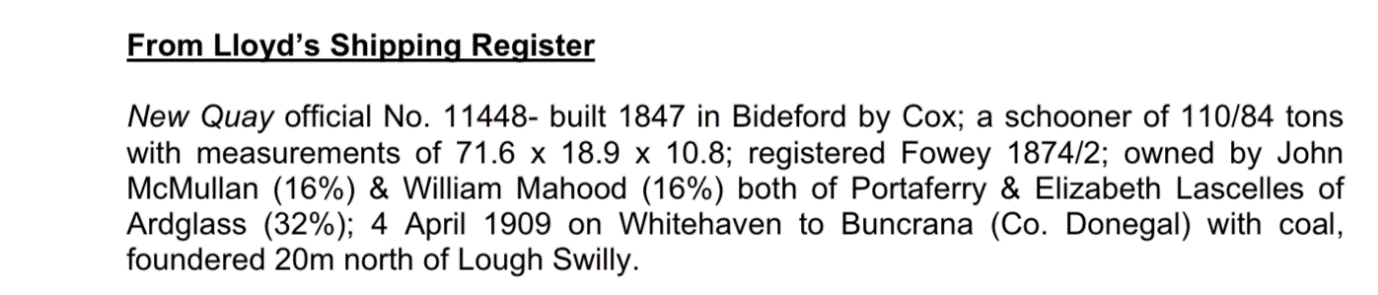 From Lloyd’s Shipping Register
New Quay official No. 11448- built 1847 in Bideford by Cox; a schooner of 110/84 tons
with measurements of 71.6 x 18.9 x 10.8; registered Fowey 1874/2; owned by John
McMullan (16%) & William Mahood (16%) both of Portaferry & Elizabeth Lascelles of
Ardglass (32%); 4 April 1909 on Whitehaven to Buncrana (Co. Donegal) with coal,
foundered 20m north of Lough Swilly.